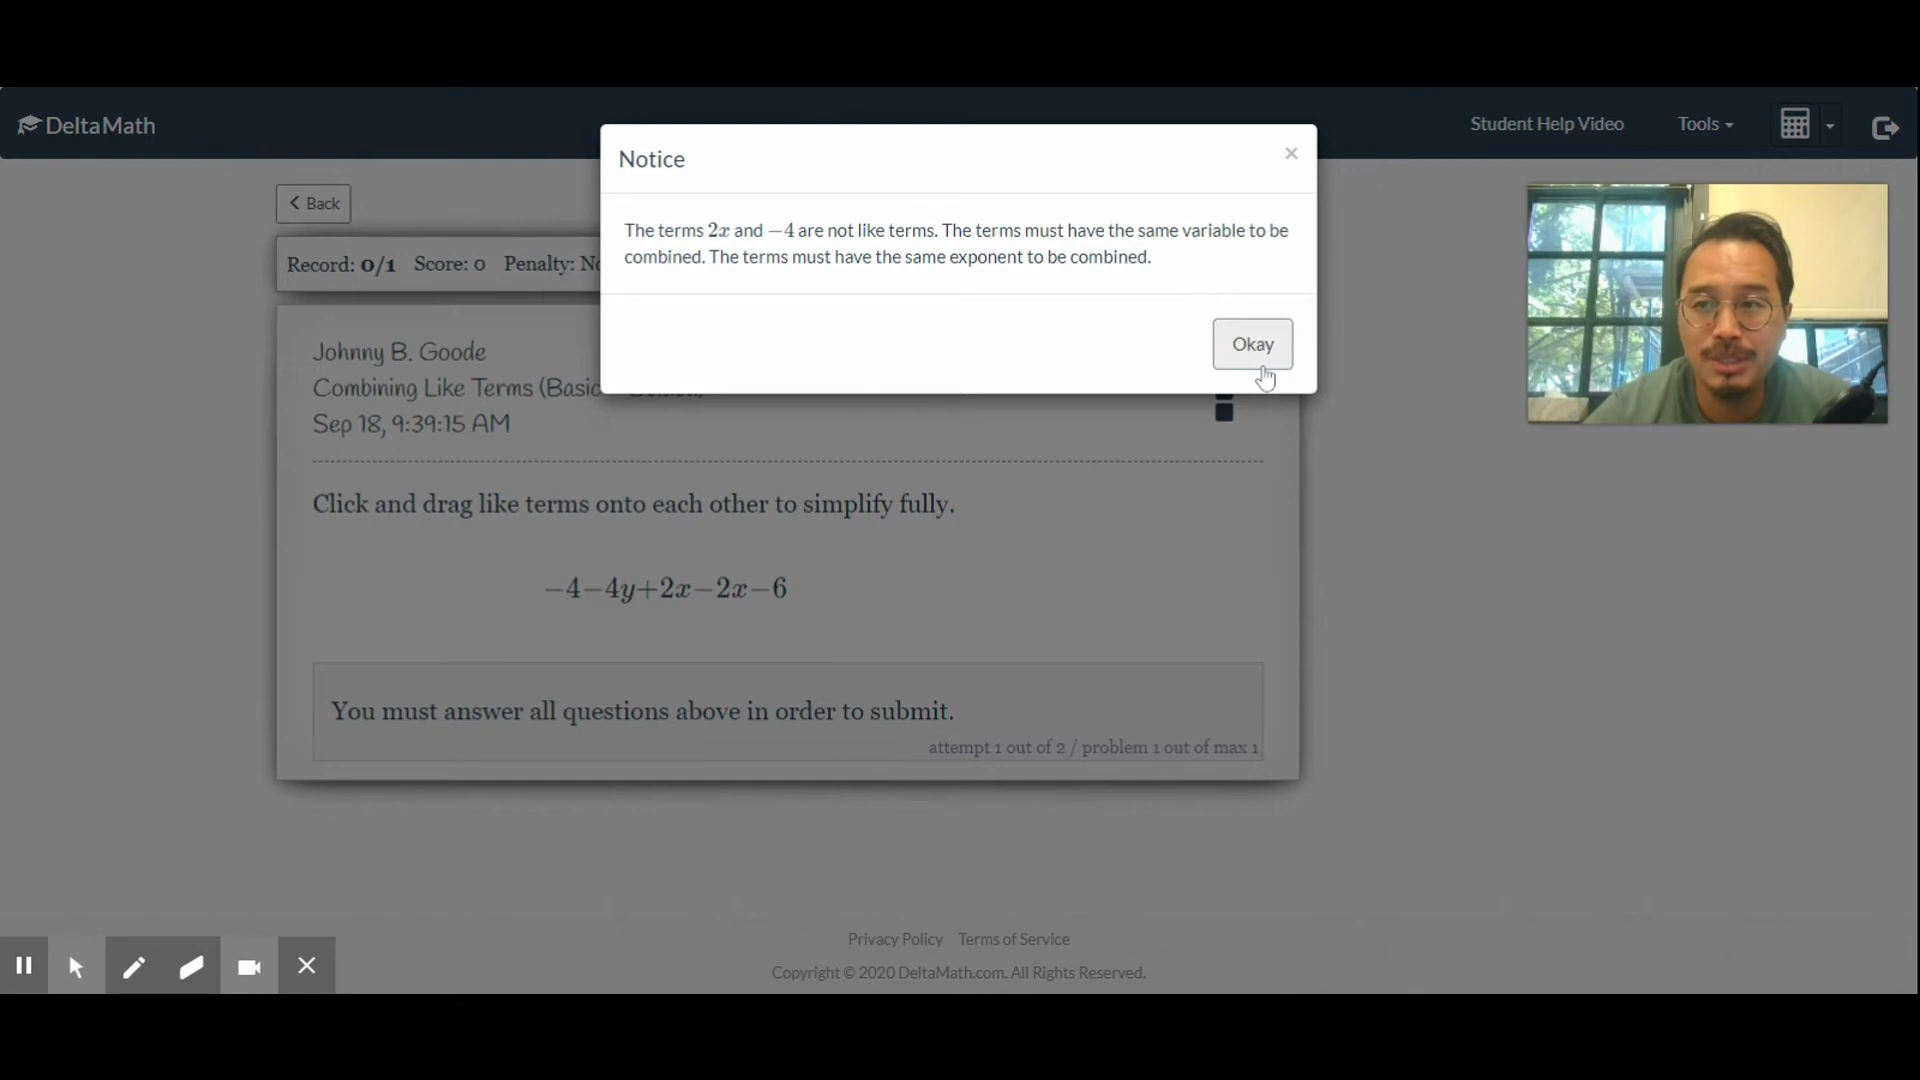 DeltaMath
Student Help Video
Tools
Notice
×
The terms 2x and −4 are not like terms. The terms must have the same variable to be
combined. The terms must have the same exponent to be combined.
Okay
Back
Record: 0/1 Score: 0 Penalty:
Johnny B. Goode
Combining Like Terms (Basic
Sep 18, 9:39:15 AM
Click and drag like terms onto each other to simplify fully.
−4−4y+2x−2x−6
You must answer all questions above in order to submit.
attempt 1 out of 2 / problem 1 out of max 1
Privacy Policy Terms of Service
Copyright © 2020 DeltaMath.com. All Rights Reserved.